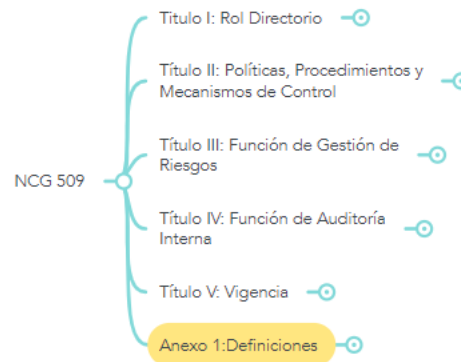 Titulo I: Rol Directorio
Título II: Políticas, Procedimientos y
Mecanismos de Control
Título III: Función de Gestión de
Riesgos
NCG 509
Título IV: Función de Auditoría
Interna
Título V: Vigencia
Anexo 1:Definiciones